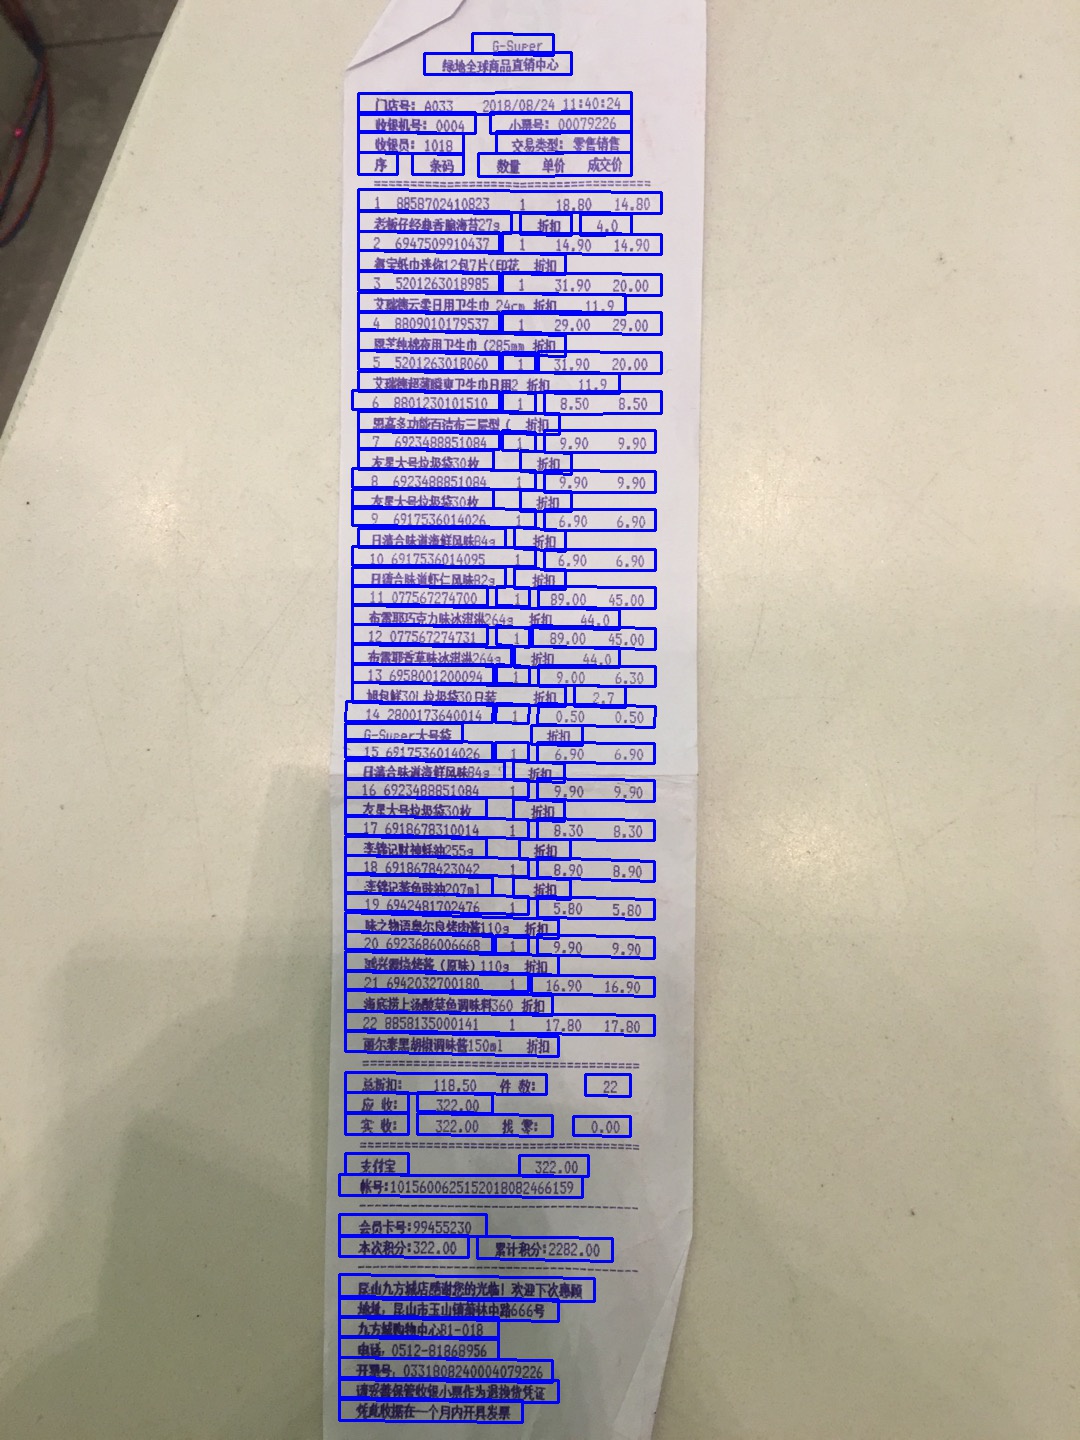 G-Super
绿地全球商品直销中心
门店号: A033 2018/08/24 11:40:24
收银机号: 0004 小票号: 00079226
收银员: 1018 交易类型: 零售销售
序 条码 数量 单价 成交价
================================================
1 8858702410823 1 18.80 14.80
老板仔经典香脆海苔27g 折扣 4.0
2 6947509910437 1 14.90 14.90
纸巾迷你12包7片(印花 折扣
3 5201263018985 1 31.90 20.00
艾瑞德云柔日用卫生巾 24cm 折扣 11.9
4 8809010179537 1 29.00 29.00
纯棉夜用卫生巾 (285mm 折扣
5 5201263018060 1 31.90 20.00
艾瑞德超薄瞬爽卫生巾日用2 折扣 11.9
6 8801230101510 1 8.50 8.50
思高多功能百洁布三层型 ( 折扣
7 6923488851084 1 9.90 9.90
友星大号垃圾袋30枚 折扣
8 6923488851084 1 9.90 9.90
友星大号垃圾袋30枚 折扣
9 6917536014026 1 6.90 6.90
日清合味道海鲜风味84g 折扣
10 6917536014095 1 6.90 6.90
日清合味道虾仁风味82g 折扣
11 077567274700 1 89.00 45.00
布雷耶巧克力味冰淇淋264g 折扣 44.0
12 077567274731 1 89.00 45.00
布雷耶香草味冰淇淋264g 折扣 44.0
13 6958001200094 1 9.00 6.30
旭包鲜30L垃圾袋30只装 折扣 2.7
14 2800173640014 1 0.50 0.50
G-Super大号袋 折扣
15 6917536014026 1 6.90 6.90
日清合味道海鲜风味84g 折扣
16 6923488851084 1 9.90 9.90
友星大号垃圾袋30枚 折扣
17 6918678310014 1 8.30 8.30
李锦记财神蚝油255g 折扣
18 6918678423042 1 8.90 8.90
李锦记蒸鱼豉油207ml 折扣
19 6942481702476 1 5.80 5.80
味之物语奥尔良烤肉酱110g 折扣
20 6923686006668 1 9.90 9.90
烧烤酱 (原味) 110g 折扣
21 6942032700180 1 16.90 16.90
海底捞上汤酸菜鱼调味料360 折扣
22 8858135000141 1 17.80 17.80
丽尔泰黑胡椒调味酱150ml 折扣
================================================
总折扣: 118.50 件 数: 22
应 收: 322.00
实 收: 322.00 找 零: 0.00
================================================
支付宝 322.00
帐号:1015600625152018082466159
------------------------------------------------
会员卡号:99455230
本次积分:322.00 累计积分:2282.00
------------------------------------------------
昆山九方城店感谢您的光临! 欢迎下次惠顾
地址, 昆山市玉山镇萧林中路666号
九方城购物中心B1-018
电话, 0512-81868956
开票号, 0331808240004079226
请妥善保管收银小票作为退换货凭证
凭此收据在一个月内开具发票